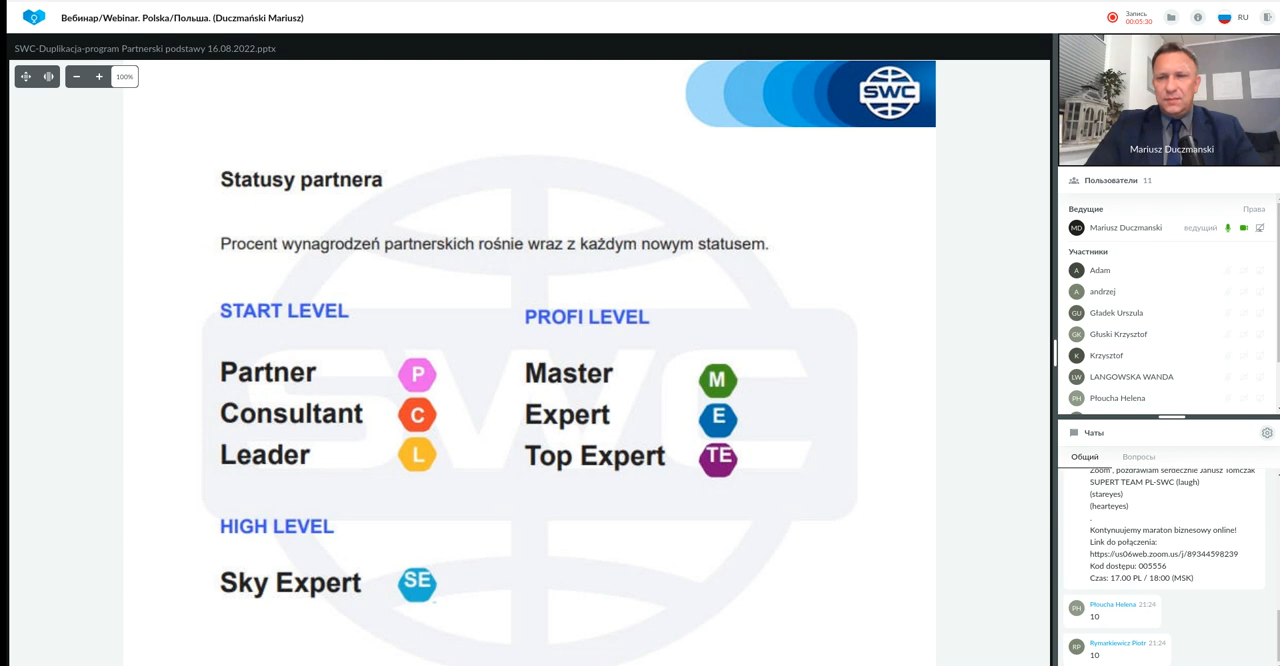 Вебинар/Webinar. Polska/Польша. (Duczmański Mariusz)
Запись
00:05:30
RU
SWC-Duplikacja-program Partnerski podstawy 16.08.2022.pptx
100%
SWC
Statusy partnera
Procent wynagrodzeń partnerskich rośnie wraz z każdym nowym statusem.
START LEVEL
Partner P
Consultant C
Leader L
PROFI LEVEL
Master M
Expert E
Top Expert TE
HIGH LEVEL
Sky Expert SE
SWC
Mariusz Duczmanski
Пользователи 11
Ведущие Права
MD Mariusz Duczmanski ведущий
Участники
A Adam
A andrzej
GU Gładek Urszula
GK Głuski Krzysztof
K Krzysztof
LW LANGOWSKA WANDA
PH Płoucha Helena
Чаты
Общий Вопросы
Zoom", pozdrawiam serdecznie Janusz Tomczak
SUPERT TEAM PL-SWC (laugh)
(stareyes)
(hearteyes)
.
Kontynuujemy maraton biznesowy online!
Link do połączenia:
https://us06web.zoom.us/j/89344598239
Kod dostępu: 005556
Czas: 17.00 PL / 18:00 (MSK)
PH Płoucha Helena 21:24
10
RP Rymarkiewicz Piotr 21:24
10